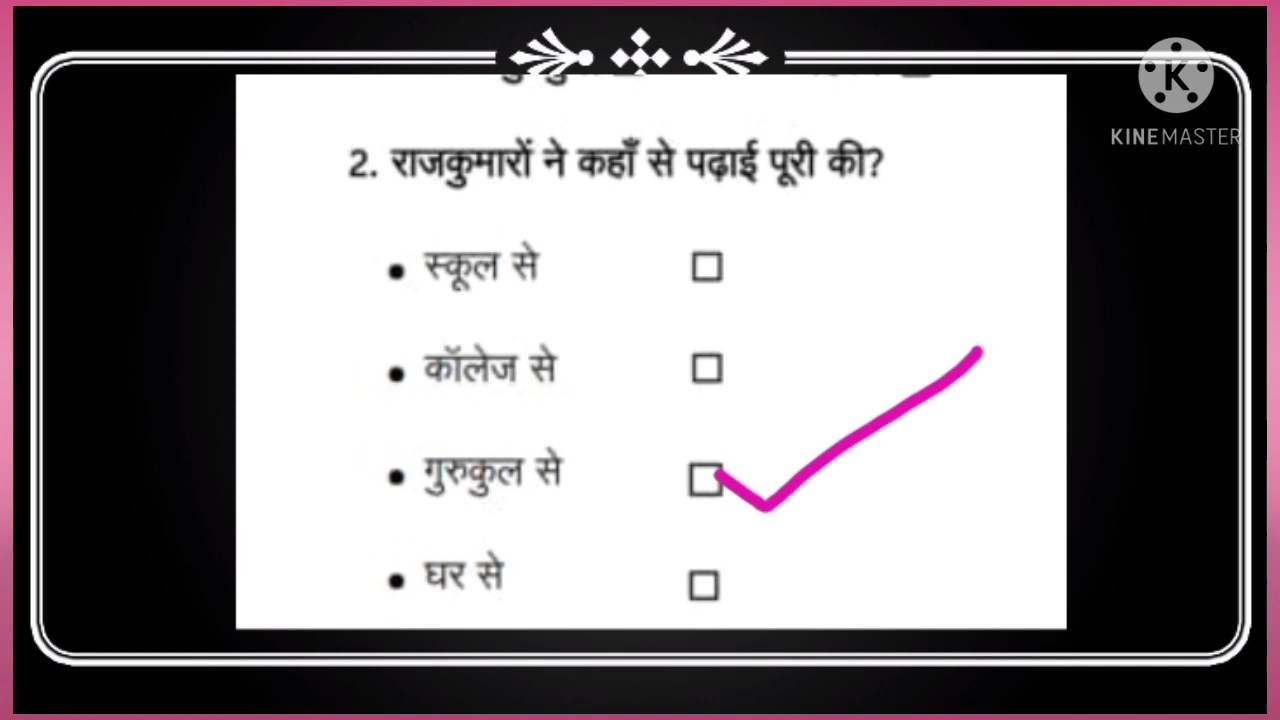 KINEMASTER
2. राजकुमारों ने कहाँ से पढ़ाई पूरी की?
• स्कूल से
• कॉलेज से
• गुरुकुल से
• घर से